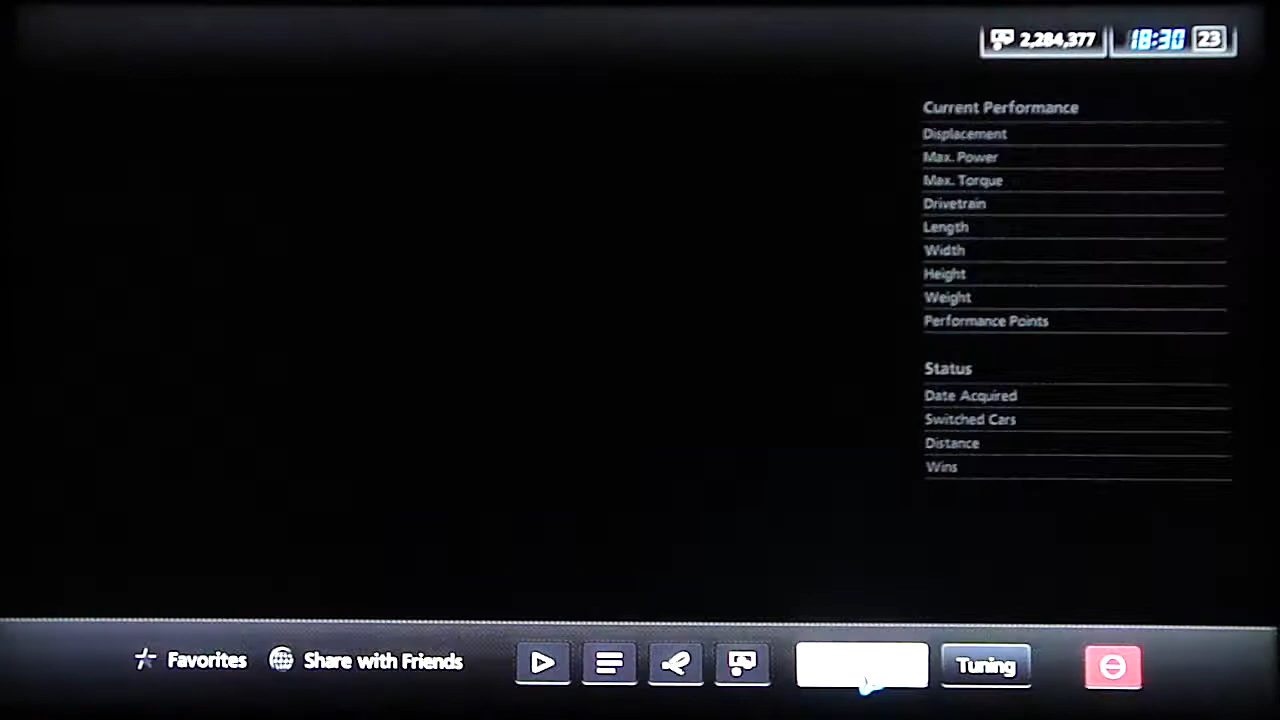 2,284,377 18:30 23
Current Performance
Displacement
Max. Power
Max. Torque
Drivetrain
Length
Width
Height
Weight
Performance Points
Status
Date Acquired
Switched Cars
Distance
Wins
Favorites Share with Friends Tuning